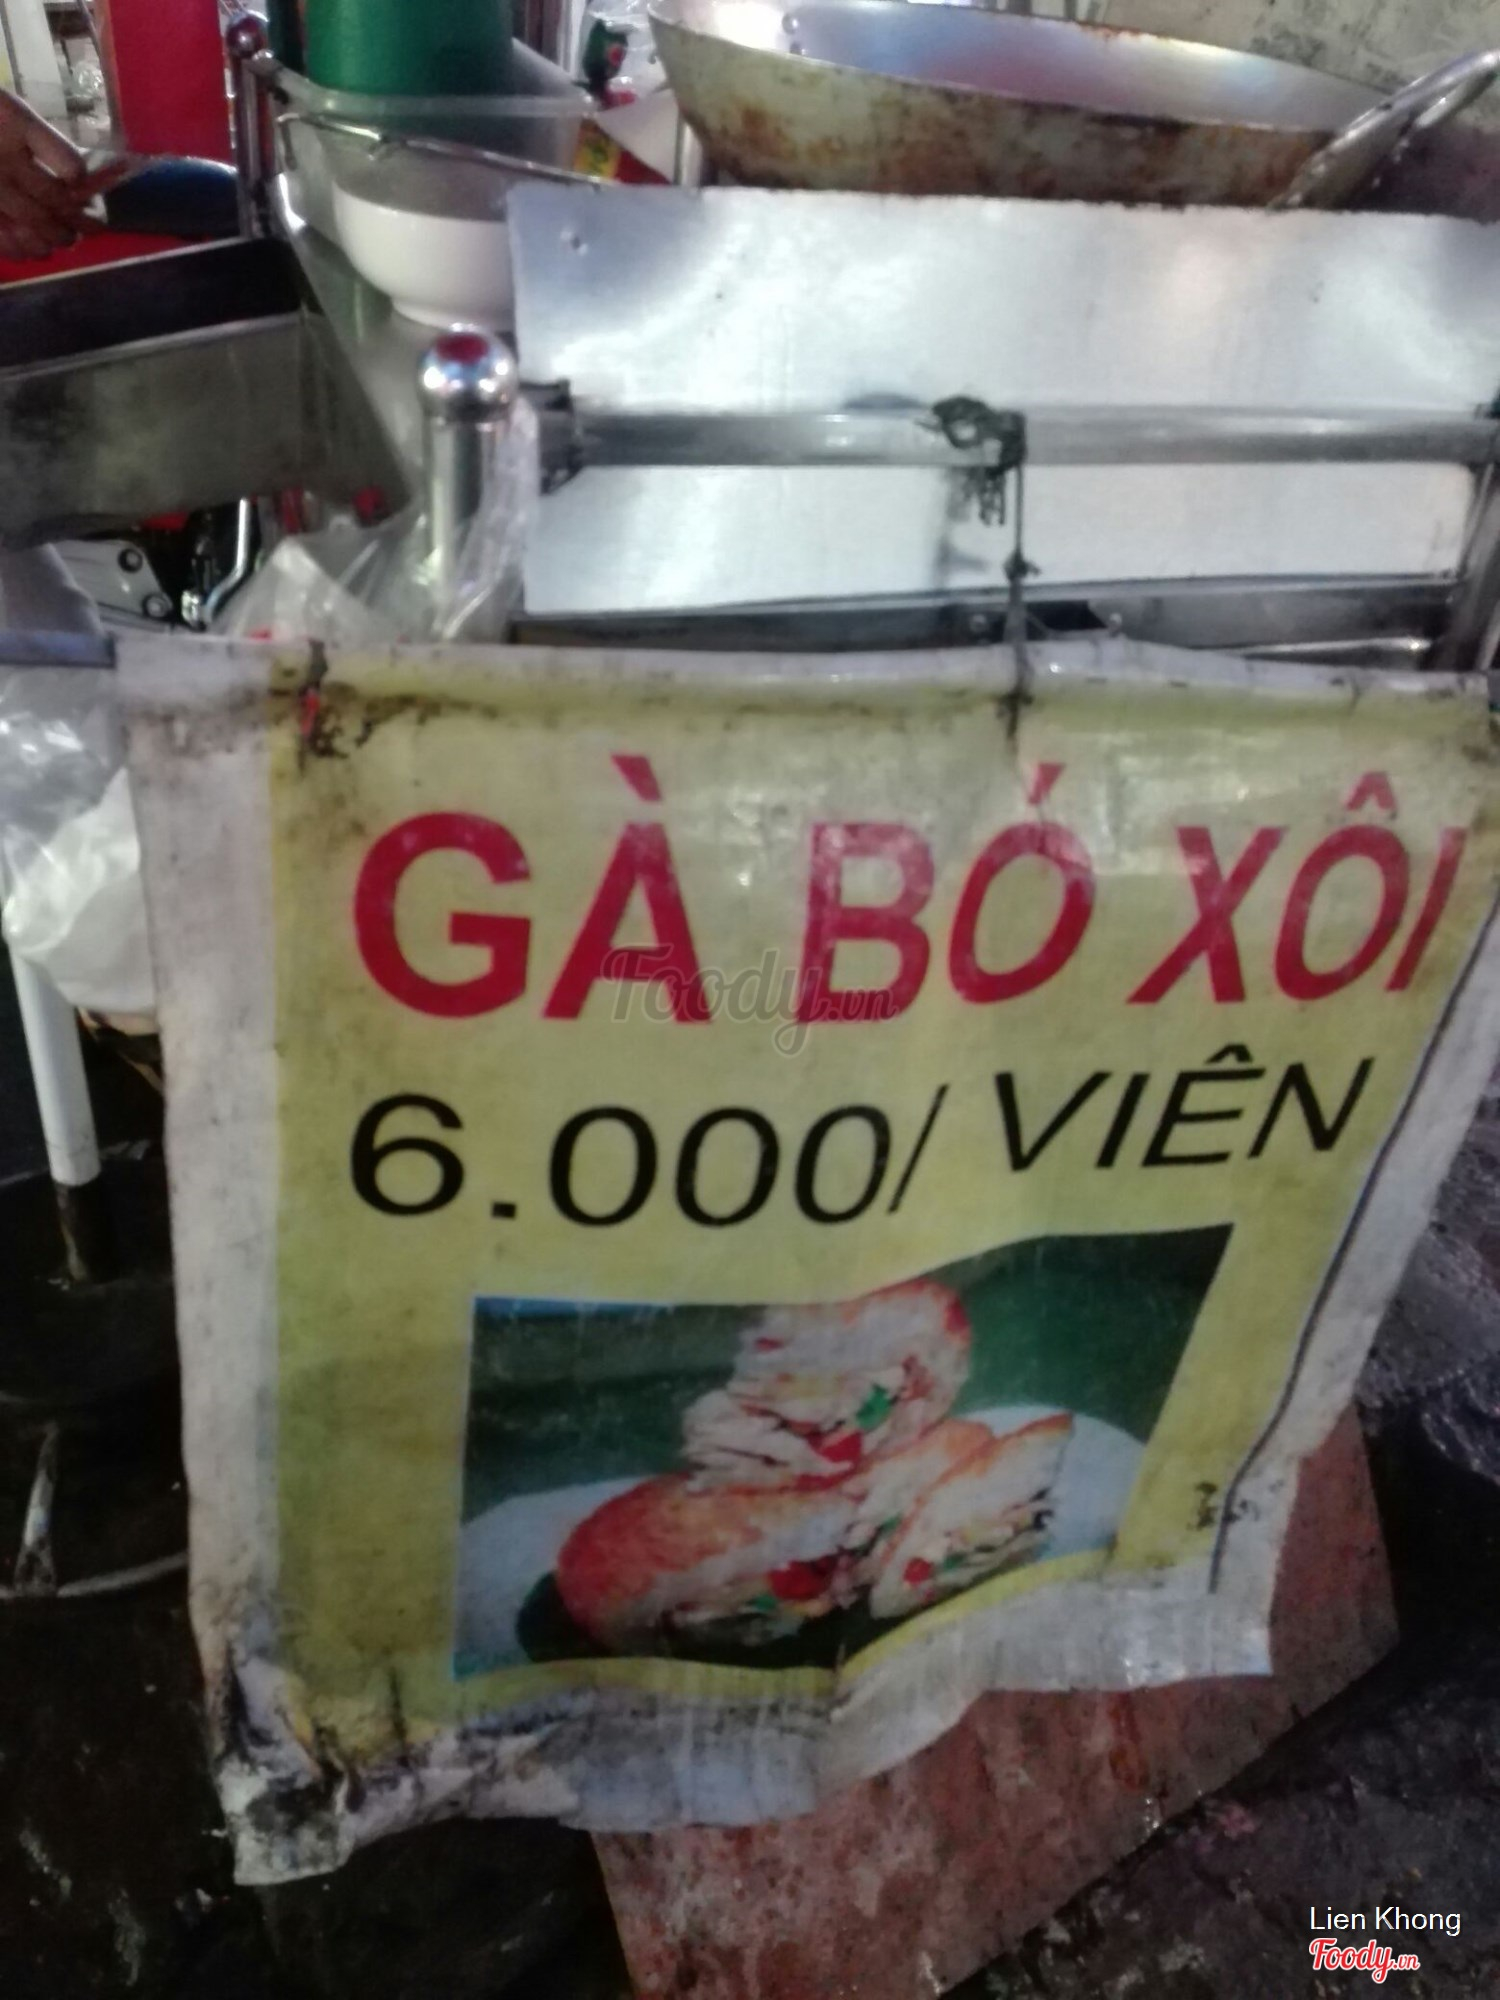 GÀ BÓ XÔI
Foody.vn
6.000/ VIÊN
Lien Khong
Foody.vn